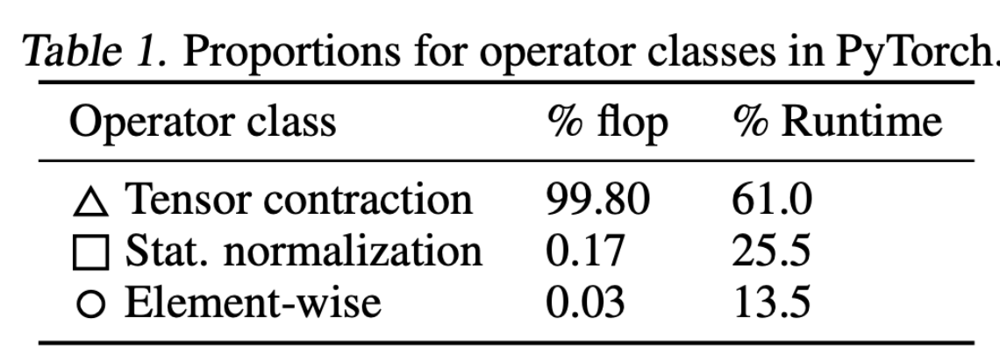 Table 1. Proportions for operator classes in PyTorch.
Operator class % flop % Runtime
△ Tensor contraction 99.80 61.0
□ Stat. normalization 0.17 25.5
○ Element-wise 0.03 13.5